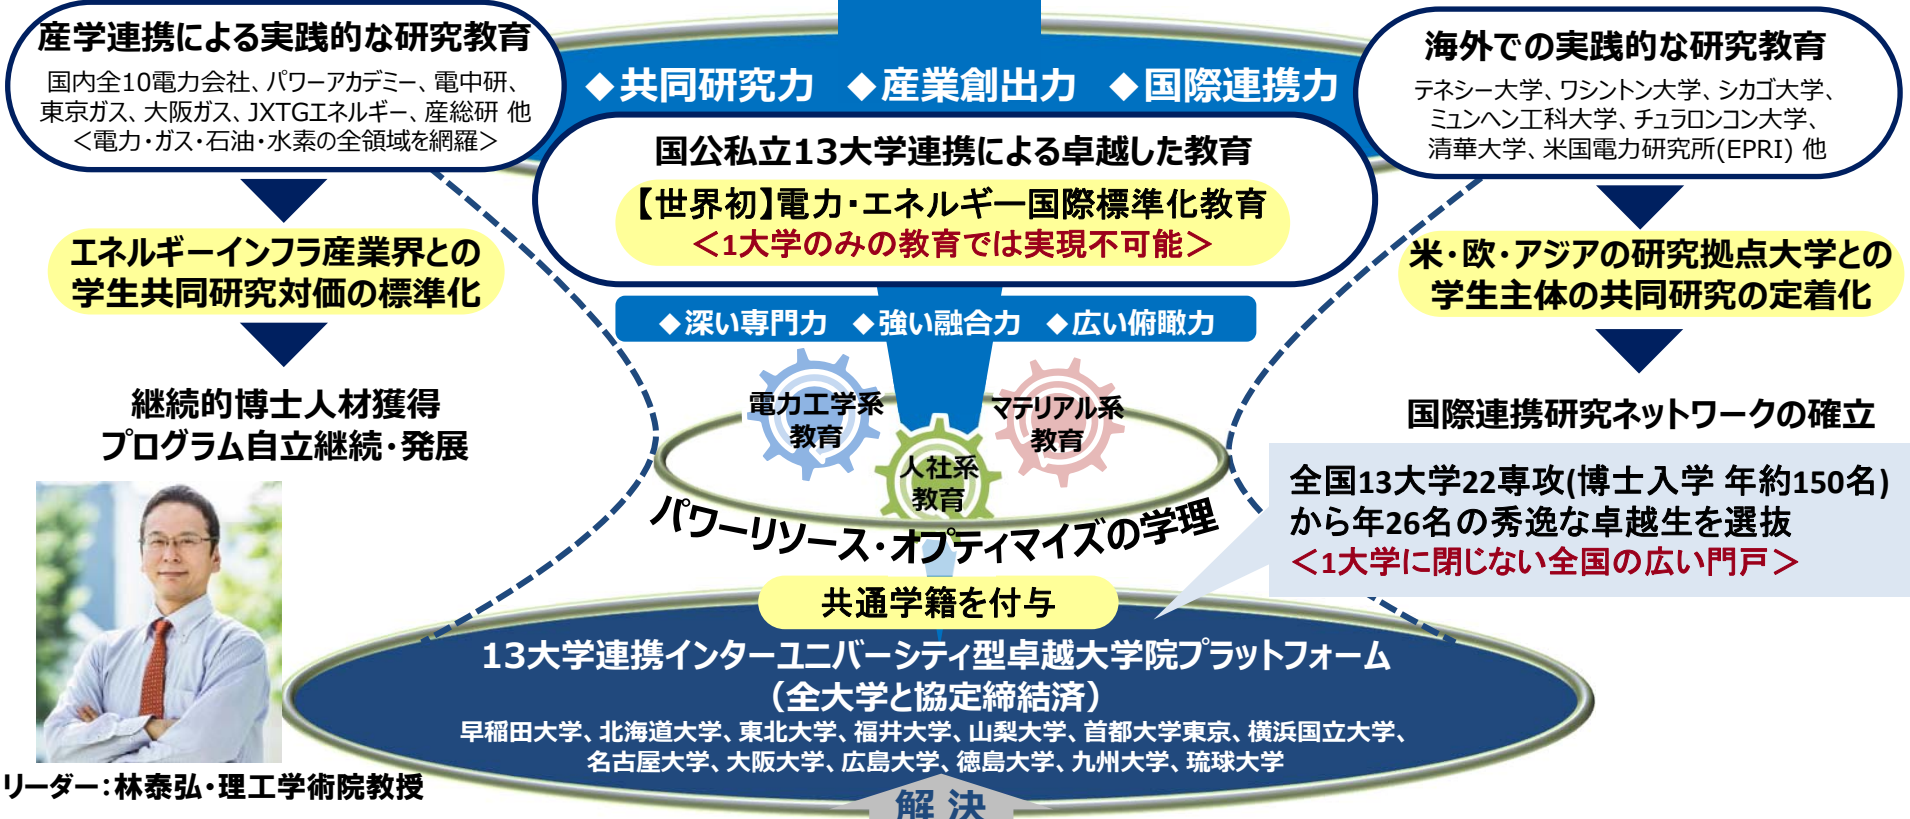 産学連携による実践的な研究教育
国内全10電力会社、パワーアカデミー、電中研、
東京ガス、大阪ガス、JXTGエネルギー、産総研 他
＜電力・ガス・石油・水素の全領域を網羅＞
エネルギーインフラ産業界との
学生共同研究対価の標準化
継続的博士人材獲得
プログラム自立継続・発展
リーダー：林泰弘・理工学術院教授
◆共同研究力 ◆産業創出力 ◆国際連携力
国公私立13大学連携による卓越した教育
【世界初】電力・エネルギー国際標準化教育
＜1大学のみの教育では実現不可能＞
◆深い専門力 ◆強い融合力 ◆広い俯瞰力
電力工学系
教育
マテリアル系
教育
人社系
教育
パワーリソース・オプティマイズの学理
共通学籍を付与
13大学連携インターユニバーシティ型卓越大学院プラットフォーム
（全大学と協定締結済）
早稲田大学、北海道大学、東北大学、福井大学、山梨大学、首都大学東京、横浜国立大学、
名古屋大学、大阪大学、広島大学、徳島大学、九州大学、琉球大学
解 決
海外での実践的な研究教育
テネシー大学、ワシントン大学、シカゴ大学、
ミュンヘン工科大学、チュラロンコン大学、
清華大学、米国電力研究所(EPRI) 他
米・欧・アジアの研究拠点大学との
学生主体の共同研究の定着化
国際連携研究ネットワークの確立
全国13大学22専攻(博士入学 年約150名)
から年26名の秀逸な卓越生を選抜
＜1大学に閉じない全国の広い門戸＞